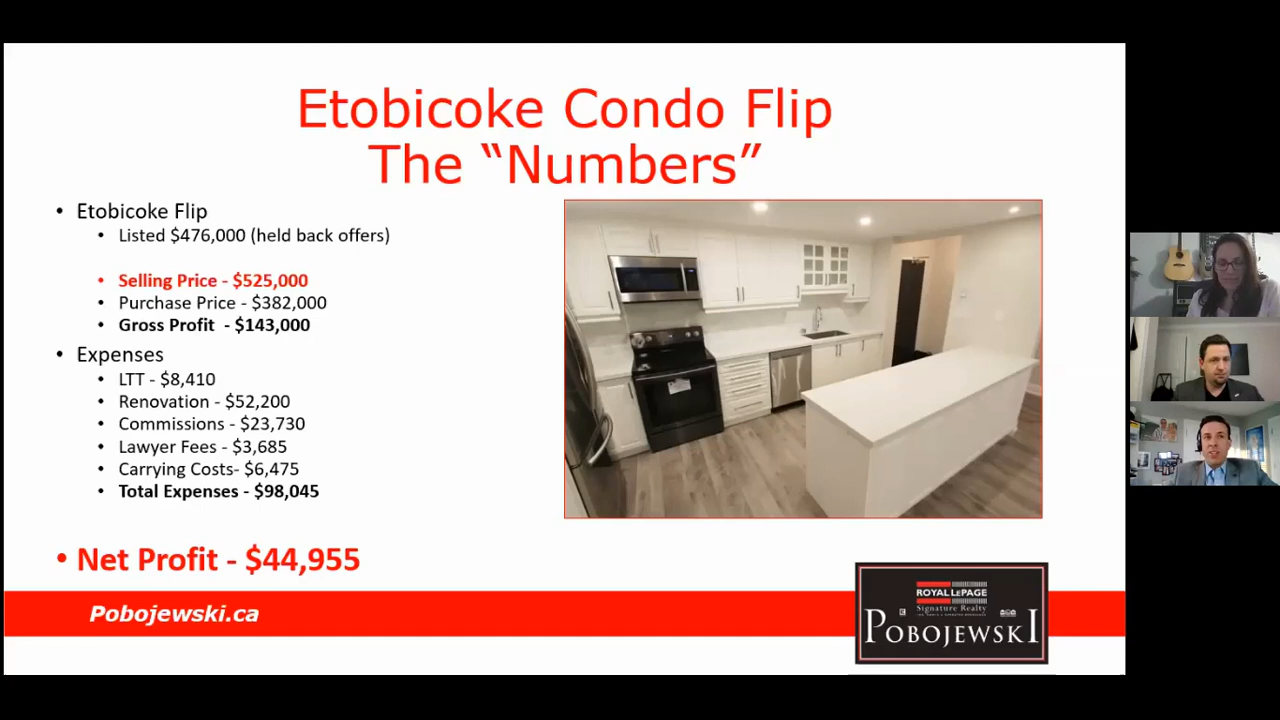 Etobicoke Condo Flip
The “Numbers”
• Etobicoke Flip
• Listed $476,000 (held back offers)
• Selling Price - $525,000
• Purchase Price - $382,000
• Gross Profit - $143,000
• Expenses
• LTT - $8,410
• Renovation - $52,200
• Commissions - $23,730
• Lawyer Fees - $3,685
• Carrying Costs- $6,475
• Total Expenses - $98,045
• Net Profit - $44,955
Pobojewski.ca
ROYAL LEPAGE
Signature Realty
POBOJEWSKI